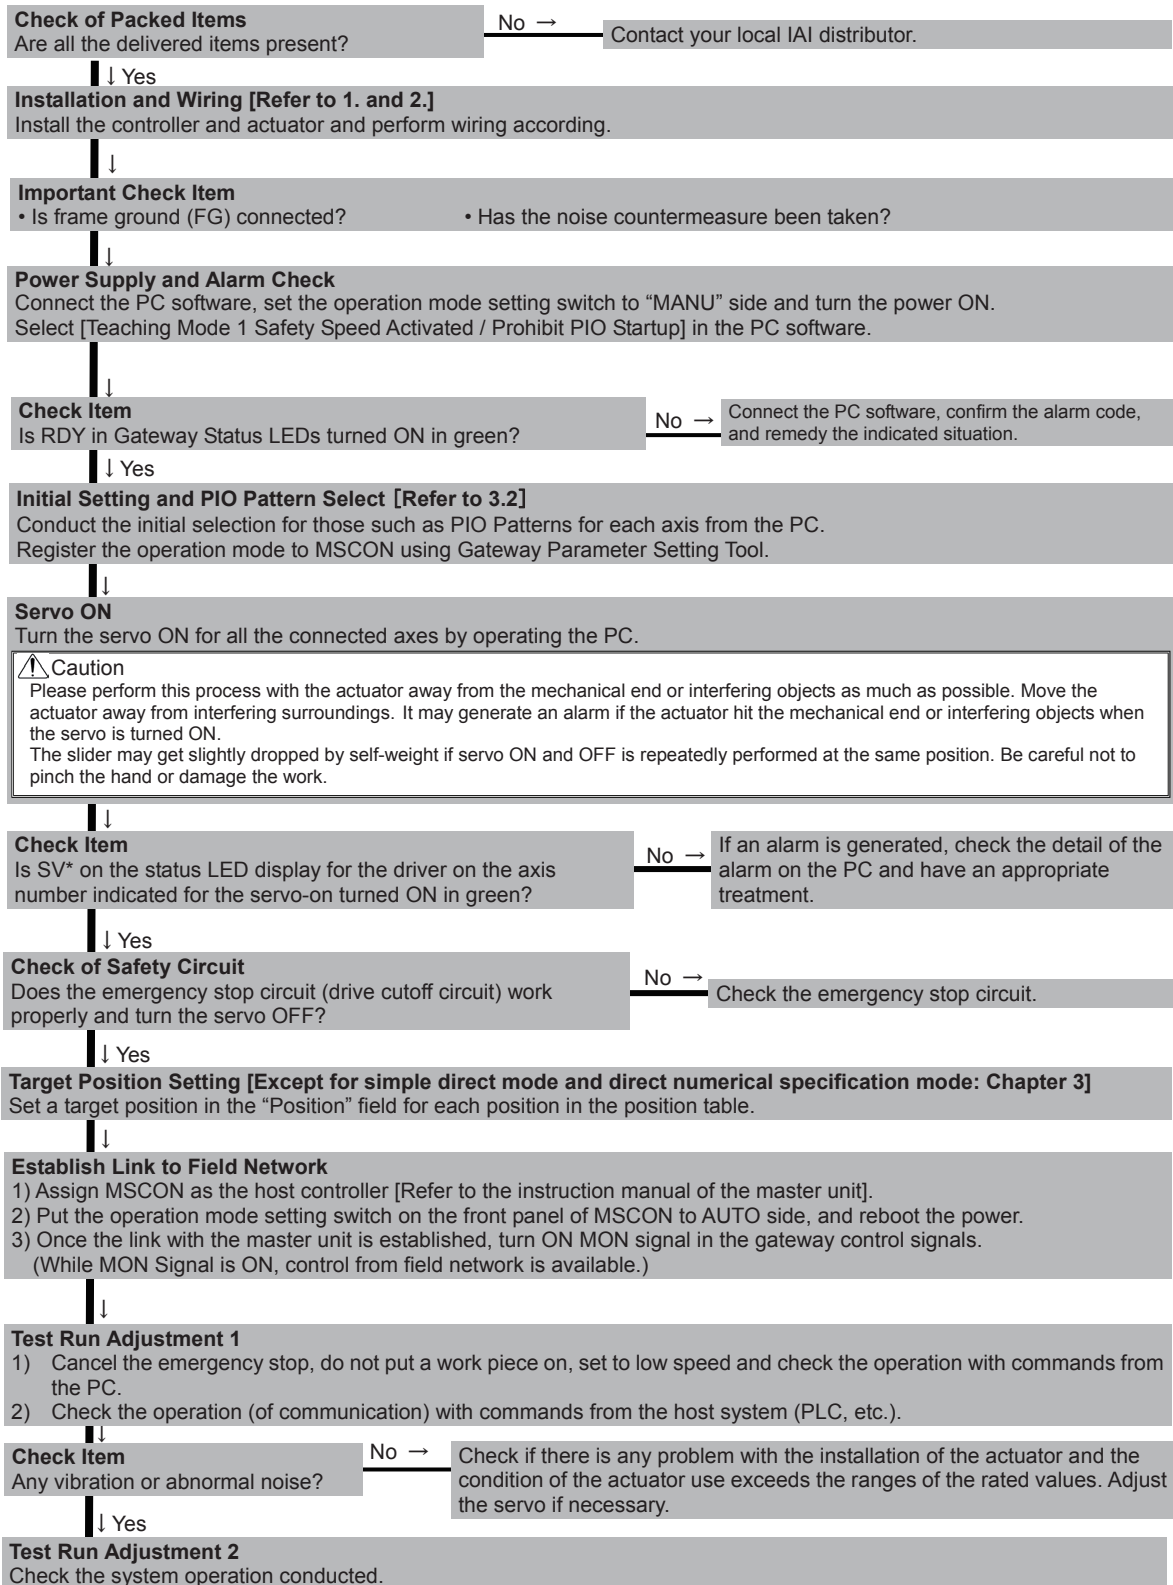 Check of Packed Items
Are all the delivered items present?
No →
Contact your local IAI distributor.
↓ Yes
Installation and Wiring [Refer to 1. and 2.]
Install the controller and actuator and perform wiring according.
↓
Important Check Item
• Is frame ground (FG) connected? • Has the noise countermeasure been taken?
↓
Power Supply and Alarm Check
Connect the PC software, set the operation mode setting switch to “MANU” side and turn the power ON.
Select [Teaching Mode 1 Safety Speed Activated / Prohibit PIO Startup] in the PC software.
↓
Check Item
Is RDY in Gateway Status LEDs turned ON in green?
No →
Connect the PC software, confirm the alarm code,
and remedy the indicated situation.
↓ Yes
Initial Setting and PIO Pattern Select [Refer to 3.2]
Conduct the initial selection for those such as PIO Patterns for each axis from the PC.
Register the operation mode to MSCON using Gateway Parameter Setting Tool.
↓
Servo ON
Turn the servo ON for all the connected axes by operating the PC.
Caution
Please perform this process with the actuator away from the mechanical end or interfering objects as much as possible. Move the
actuator away from interfering surroundings. It may generate an alarm if the actuator hit the mechanical end or interfering objects when
the servo is turned ON.
The slider may get slightly dropped by self-weight if servo ON and OFF is repeatedly performed at the same position. Be careful not to
pinch the hand or damage the work.
↓
Check Item
Is SV* on the status LED display for the driver on the axis
number indicated for the servo-on turned ON in green?
No →
If an alarm is generated, check the detail of the
alarm on the PC and have an appropriate
treatment.
↓ Yes
Check of Safety Circuit
Does the emergency stop circuit (drive cutoff circuit) work
properly and turn the servo OFF?
No →
Check the emergency stop circuit.
↓ Yes
Target Position Setting [Except for simple direct mode and direct numerical specification mode: Chapter 3]
Set a target position in the “Position” field for each position in the position table.
↓
Establish Link to Field Network
1) Assign MSCON as the host controller [Refer to the instruction manual of the master unit].
2) Put the operation mode setting switch on the front panel of MSCON to AUTO side, and reboot the power.
3) Once the link with the master unit is established, turn ON MON signal in the gateway control signals.
(While MON Signal is ON, control from field network is available.)
↓
Test Run Adjustment 1
1) Cancel the emergency stop, do not put a work piece on, set to low speed and check the operation with commands from
the PC.
2) Check the operation (of communication) with commands from the host system (PLC, etc.).
↓
Check Item
Any vibration or abnormal noise?
No →
Check if there is any problem with the installation of the actuator and the
condition of the actuator use exceeds the ranges of the rated values. Adjust
the servo if necessary.
↓ Yes
Test Run Adjustment 2
Check the system operation conducted.